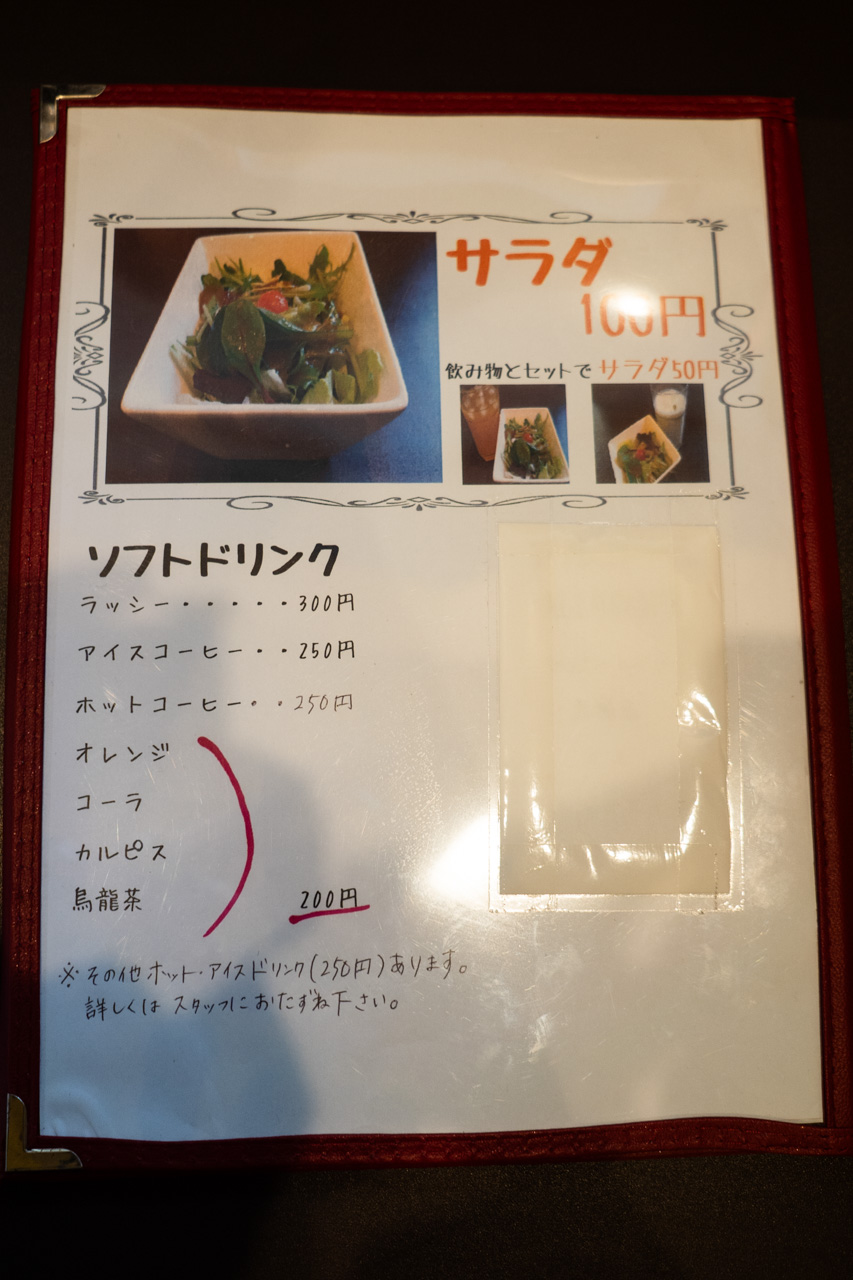 サラダ
100円
飲み物とセットで サラダ50円
ソフトドリンク
ラッシー・・・・・300円
アイスコーヒー・・250円
ホットコーヒー・・250円
オレンジ
コーラ
カルピス
烏龍茶 200円
※その他ホット・アイスドリンク(250円)あります。
詳しくは スタッフにおたずね下さい。